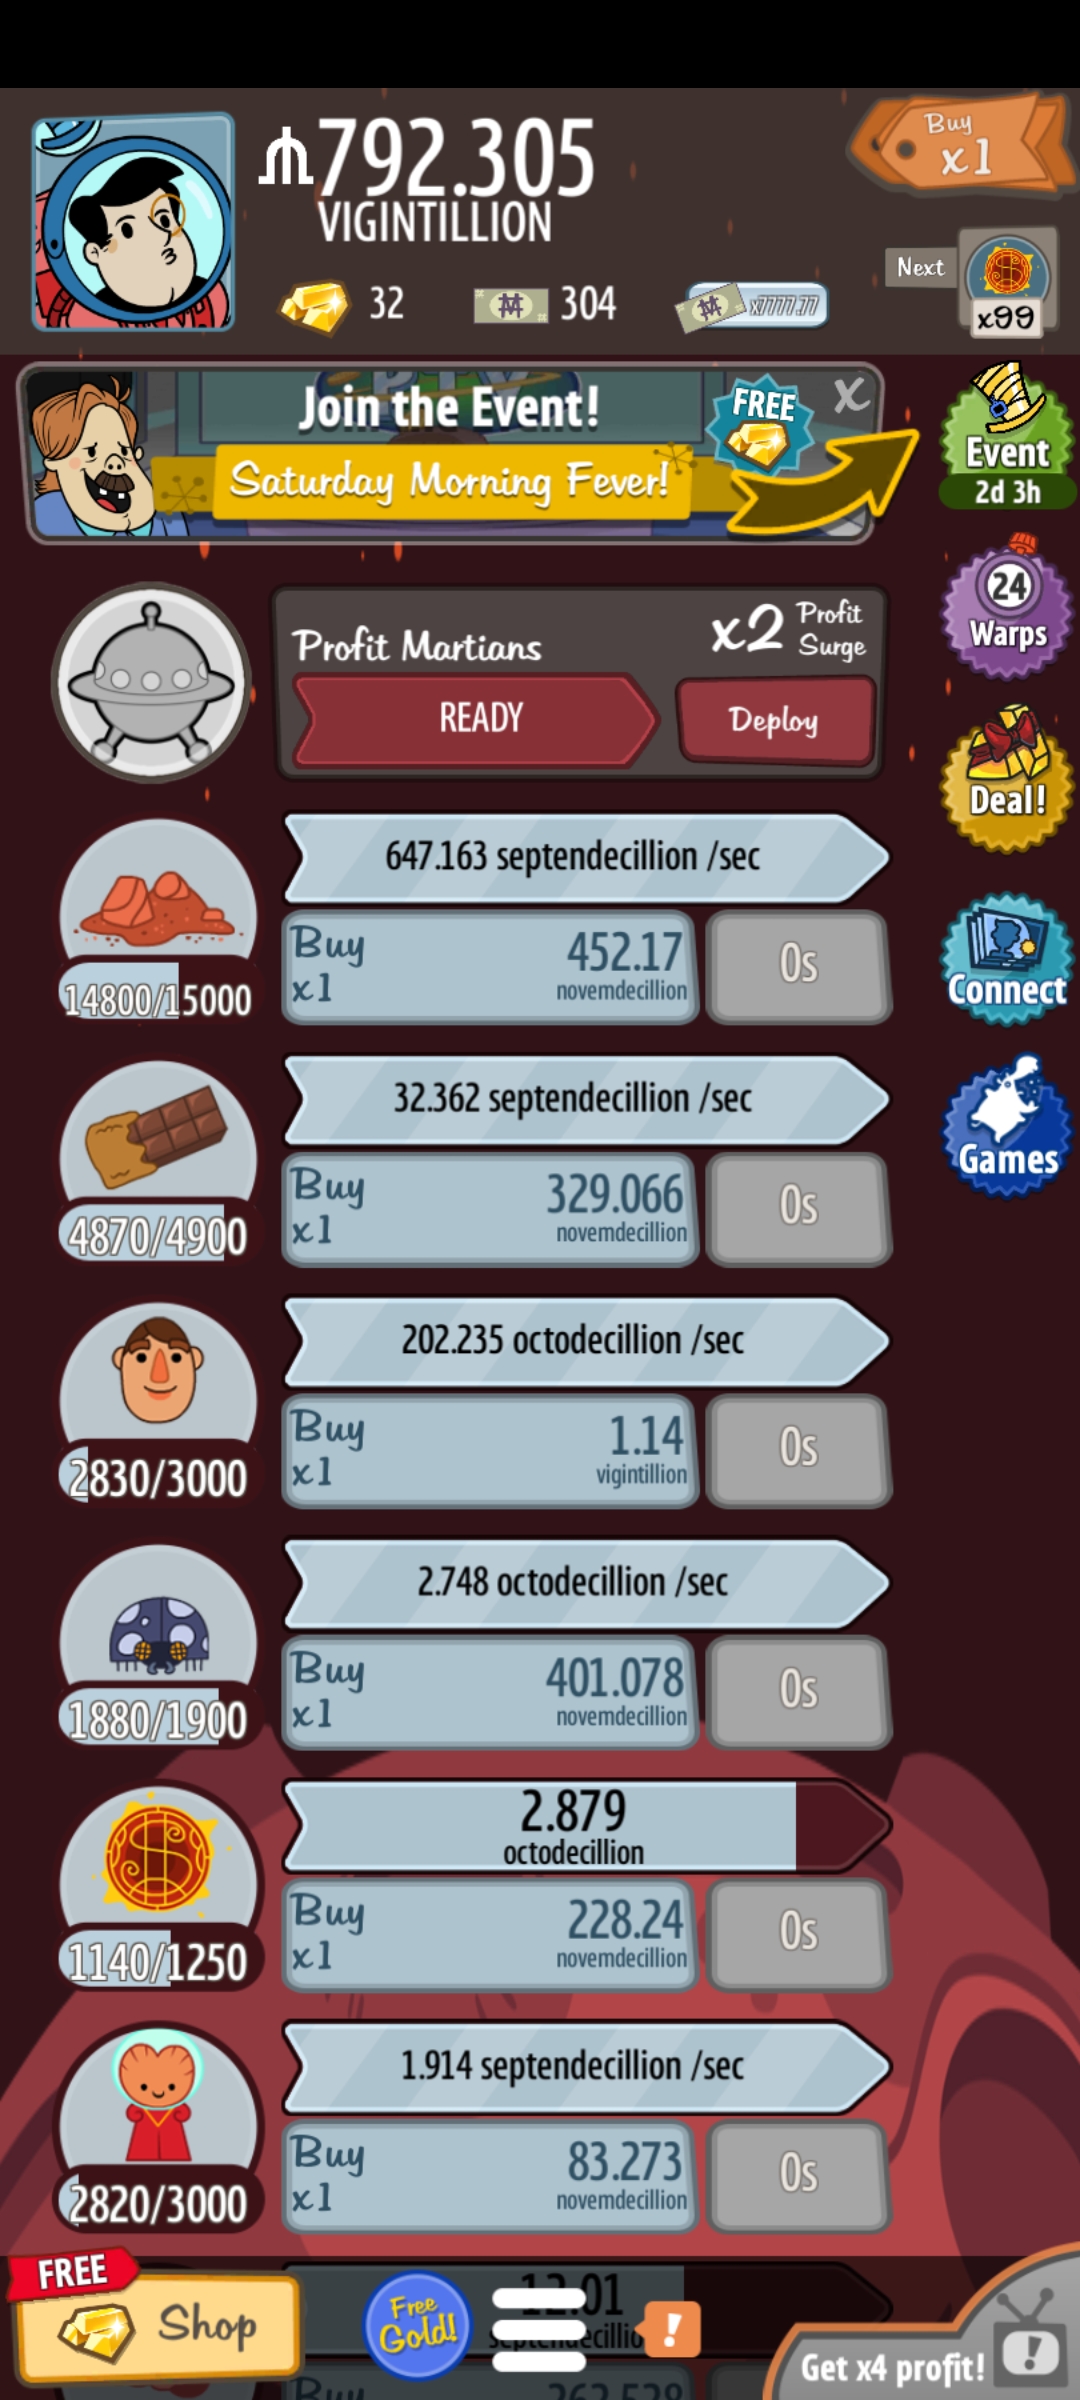 ₼792.305
VIGINTILLION
Buy
x1
32
304
x7777.77
Next
x99
Join the Event!
FREE
X
Saturday Morning Fever!
Event
2d 3h
24
Warps
Profit Martians
x2 Profit
Surge
READY
Deploy
Deal!
647.163 septendecillion /sec
Buy
x1
452.17
novemdecillion
0s
14800/15000
Connect
32.362 septendecillion /sec
Buy
x1
329.066
novemdecillion
0s
4870/4900
Games
202.235 octodecillion /sec
Buy
x1
1.14
vigintillion
0s
2830/3000
2.748 octodecillion /sec
Buy
x1
401.078
novemdecillion
0s
1880/1900
2.879
octodecillion
Buy
x1
228.24
novemdecillion
0s
1140/1250
1.914 septendecillion /sec
Buy
x1
83.273
novemdecillion
0s
2820/3000
FREE
Shop
Free
Gold!
!
Get x4 profit!
!
Buy